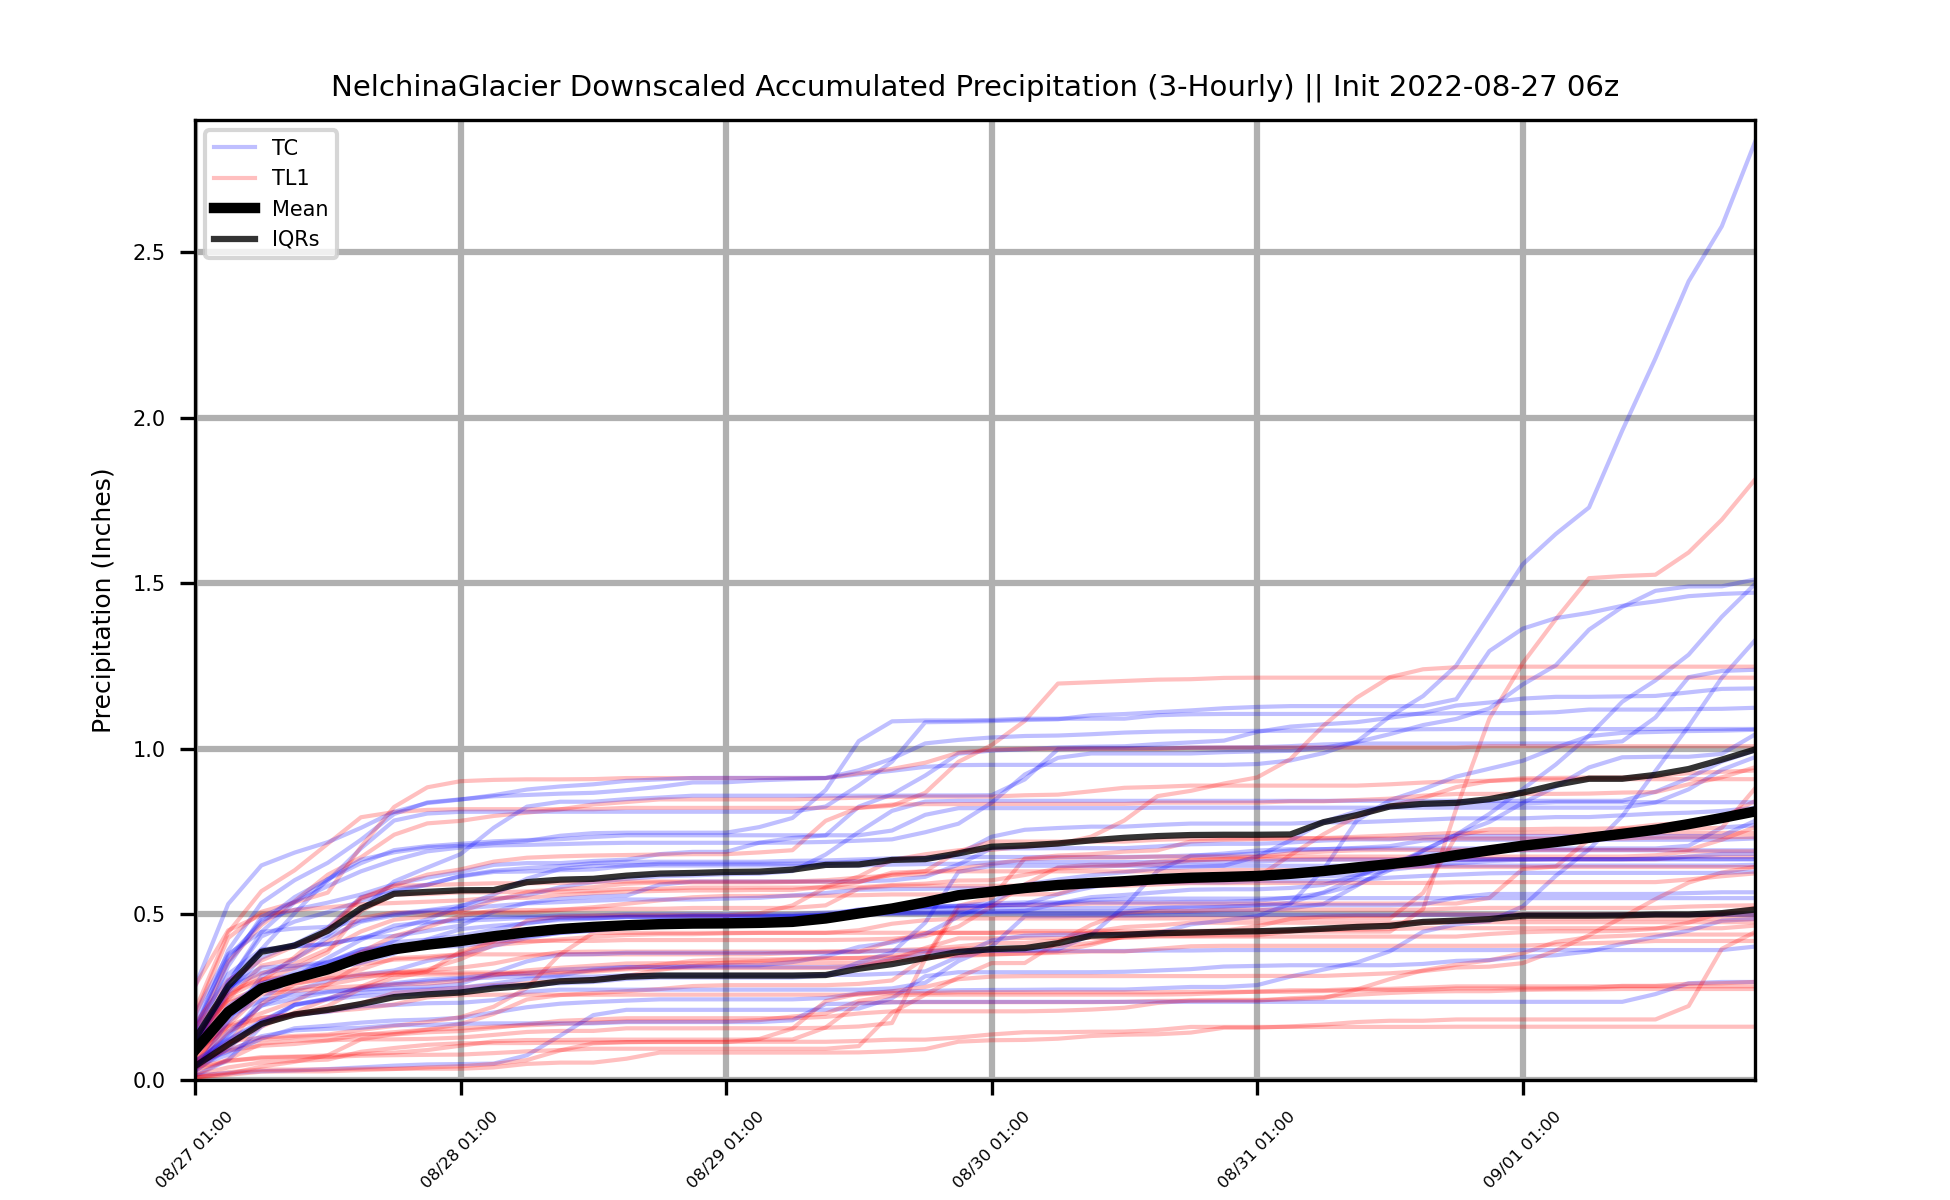 NelchinaGlacier Downscaled Accumulated Precipitation (3-Hourly) || Init 2022-08-27 06z
TC
TL1
Mean
IQRs
Precipitation (Inches)
2.5
2.0
1.5
1.0
0.5
0.0
08/27 01:00
08/28 01:00
08/29 01:00
08/30 01:00
08/31 01:00
09/01 01:00